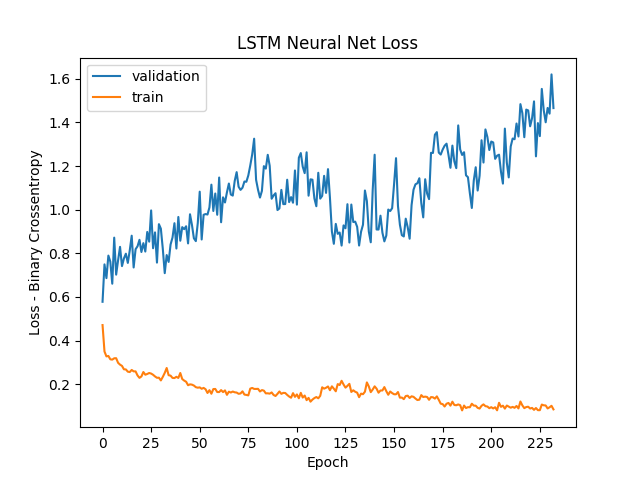 LSTM Neural Net Loss
validation
train
Loss - Binary Crossentropy
1.6
1.4
1.2
1.0
0.8
0.6
0.4
0.2
0 25 50 75 100 125 150 175 200 225
Epoch